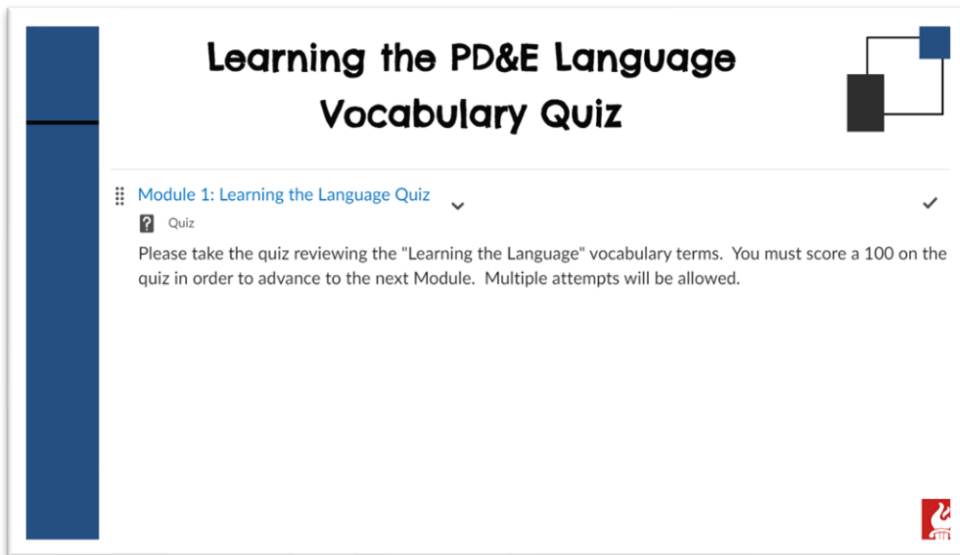 Learning the PD&E Language
Vocabulary Quiz
Module 1: Learning the Language Quiz
Quiz
Please take the quiz reviewing the "Learning the Language" vocabulary terms.  You must score a 100 on the
quiz in order to advance to the next Module.  Multiple attempts will be allowed.